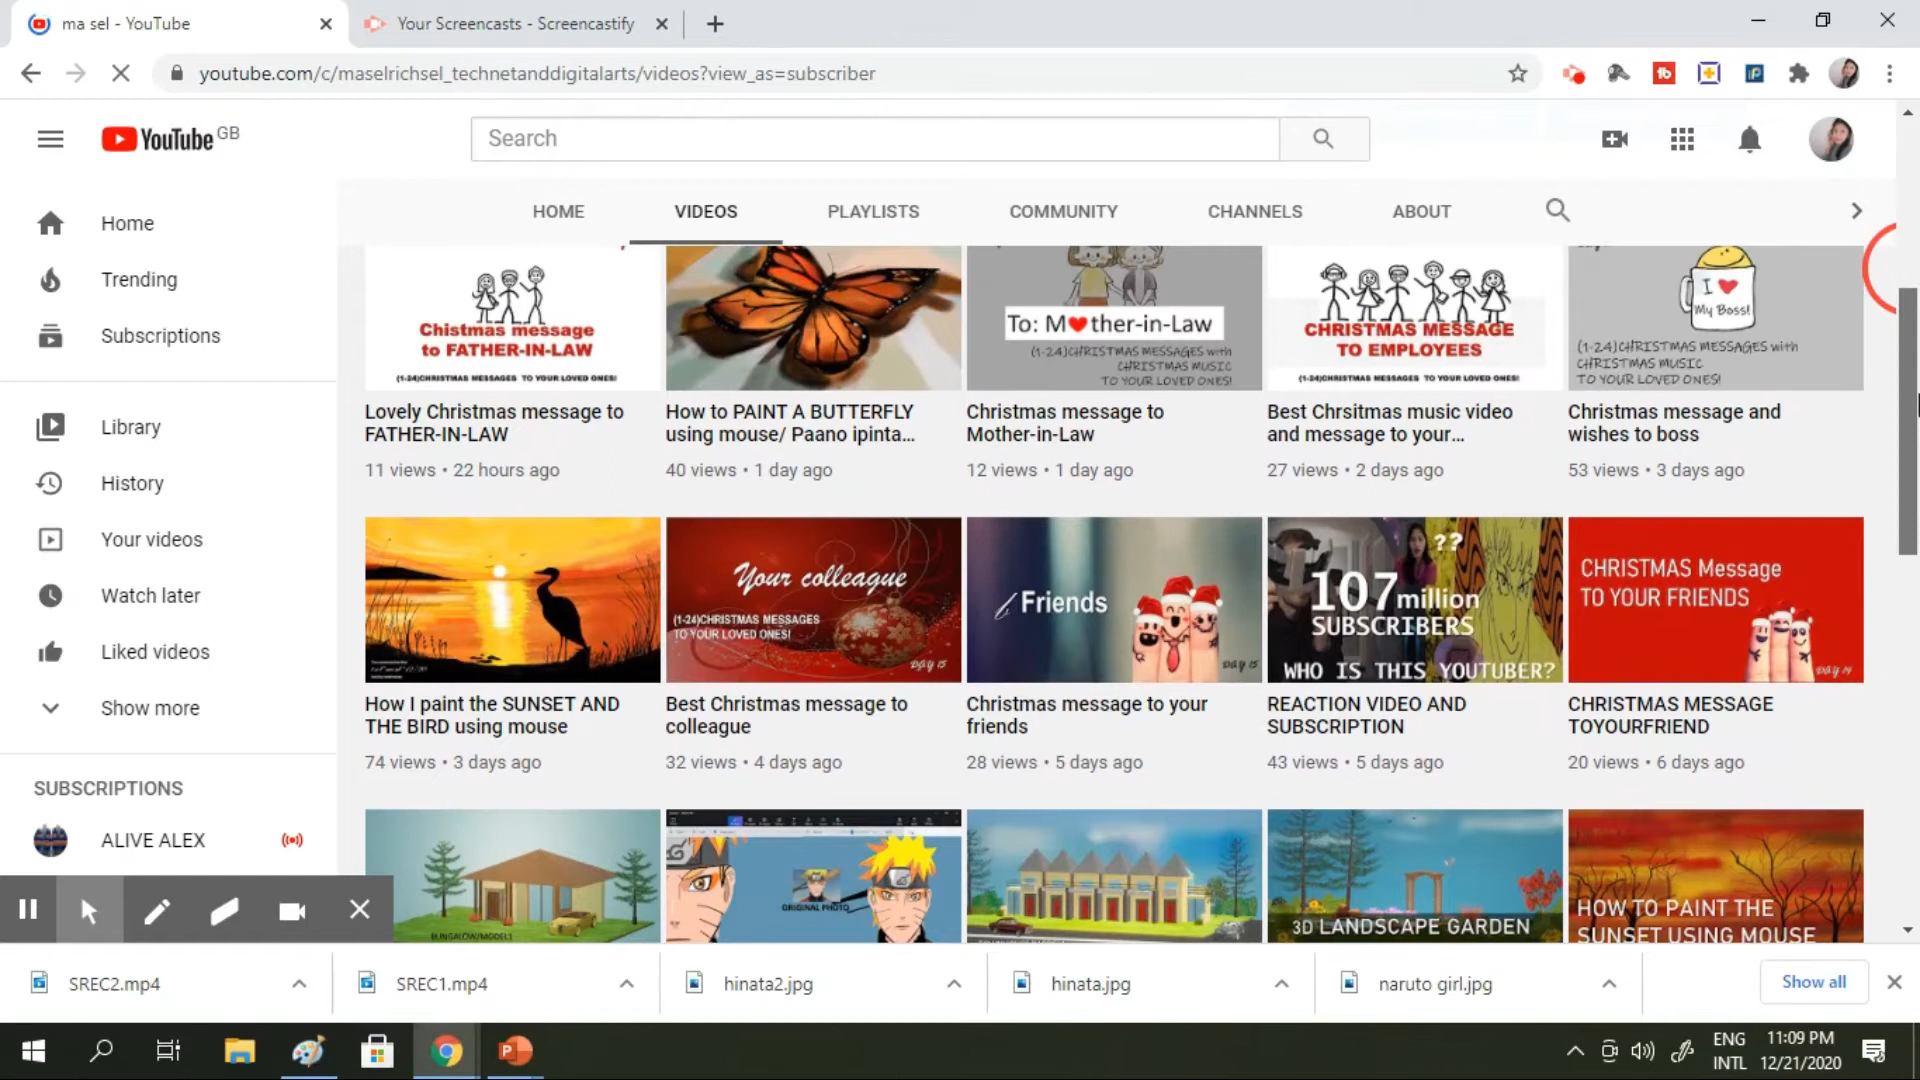 ma sel - YouTube
Your Screencasts - Screencastify
youtube.com/c/maselrichsel_technetanddigitalarts/videos?view_as=subscriber
YouTube GB
Search
HOME
VIDEOS
PLAYLISTS
COMMUNITY
CHANNELS
ABOUT
Home
Trending
Subscriptions
Library
History
Your videos
Watch later
Liked videos
Show more
SUBSCRIPTIONS
ALIVE ALEX
Chistmas message
to FATHER-IN-LAW
(1-24)CHRISTMAS MESSAGES TO YOUR LOVED ONES!
Lovely Christmas message to
FATHER-IN-LAW
11 views • 22 hours ago
How to PAINT A BUTTERFLY
using mouse/ Paano ipinta...
40 views • 1 day ago
To: M♥ther-in-Law
(1-24)CHRISTMAS MESSAGES with
CHRISTMAS MUSIC
TO YOUR LOVED ONES!
Christmas message to
Mother-in-Law
12 views • 1 day ago
CHRISTMAS MESSAGE
TO EMPLOYEES
(1-24)CHRISTMAS MESSAGES TO YOUR LOVED ONES!
Best Chrsitmas music video
and message to your...
27 views • 2 days ago
I ♥
My Boss!
(1-24)CHRISTMAS MESSAGES with
CHRISTMAS MUSIC
TO YOUR LOVED ONES!
Christmas message and
wishes to boss
53 views • 3 days ago
How I paint the SUNSET AND
THE BIRD using mouse
74 views • 3 days ago
Your colleague
(1-24)CHRISTMAS MESSAGES
TO YOUR LOVED ONES!
DAY 15
Best Christmas message to
colleague
32 views • 4 days ago
Friends
DAY 15
Christmas message to your
friends
28 views • 5 days ago
??
107 million
SUBSCRIBERS
WHO IS THIS YOUTUBER?
REACTION VIDEO AND
SUBSCRIPTION
43 views • 5 days ago
CHRISTMAS Message
TO YOUR FRIENDS
DAY 14
CHRISTMAS MESSAGE
TOYOURFRIEND
20 views • 6 days ago
BUNGALOW/MODEL1
ORIGINAL PHOTO
3D LANDSCAPE GARDEN
HOW TO PAINT THE
SUNSET USING MOUSE
SREC2.mp4
SREC1.mp4
hinata2.jpg
hinata.jpg
naruto girl.jpg
Show all
ENG
INTL
11:09 PM
12/21/2020